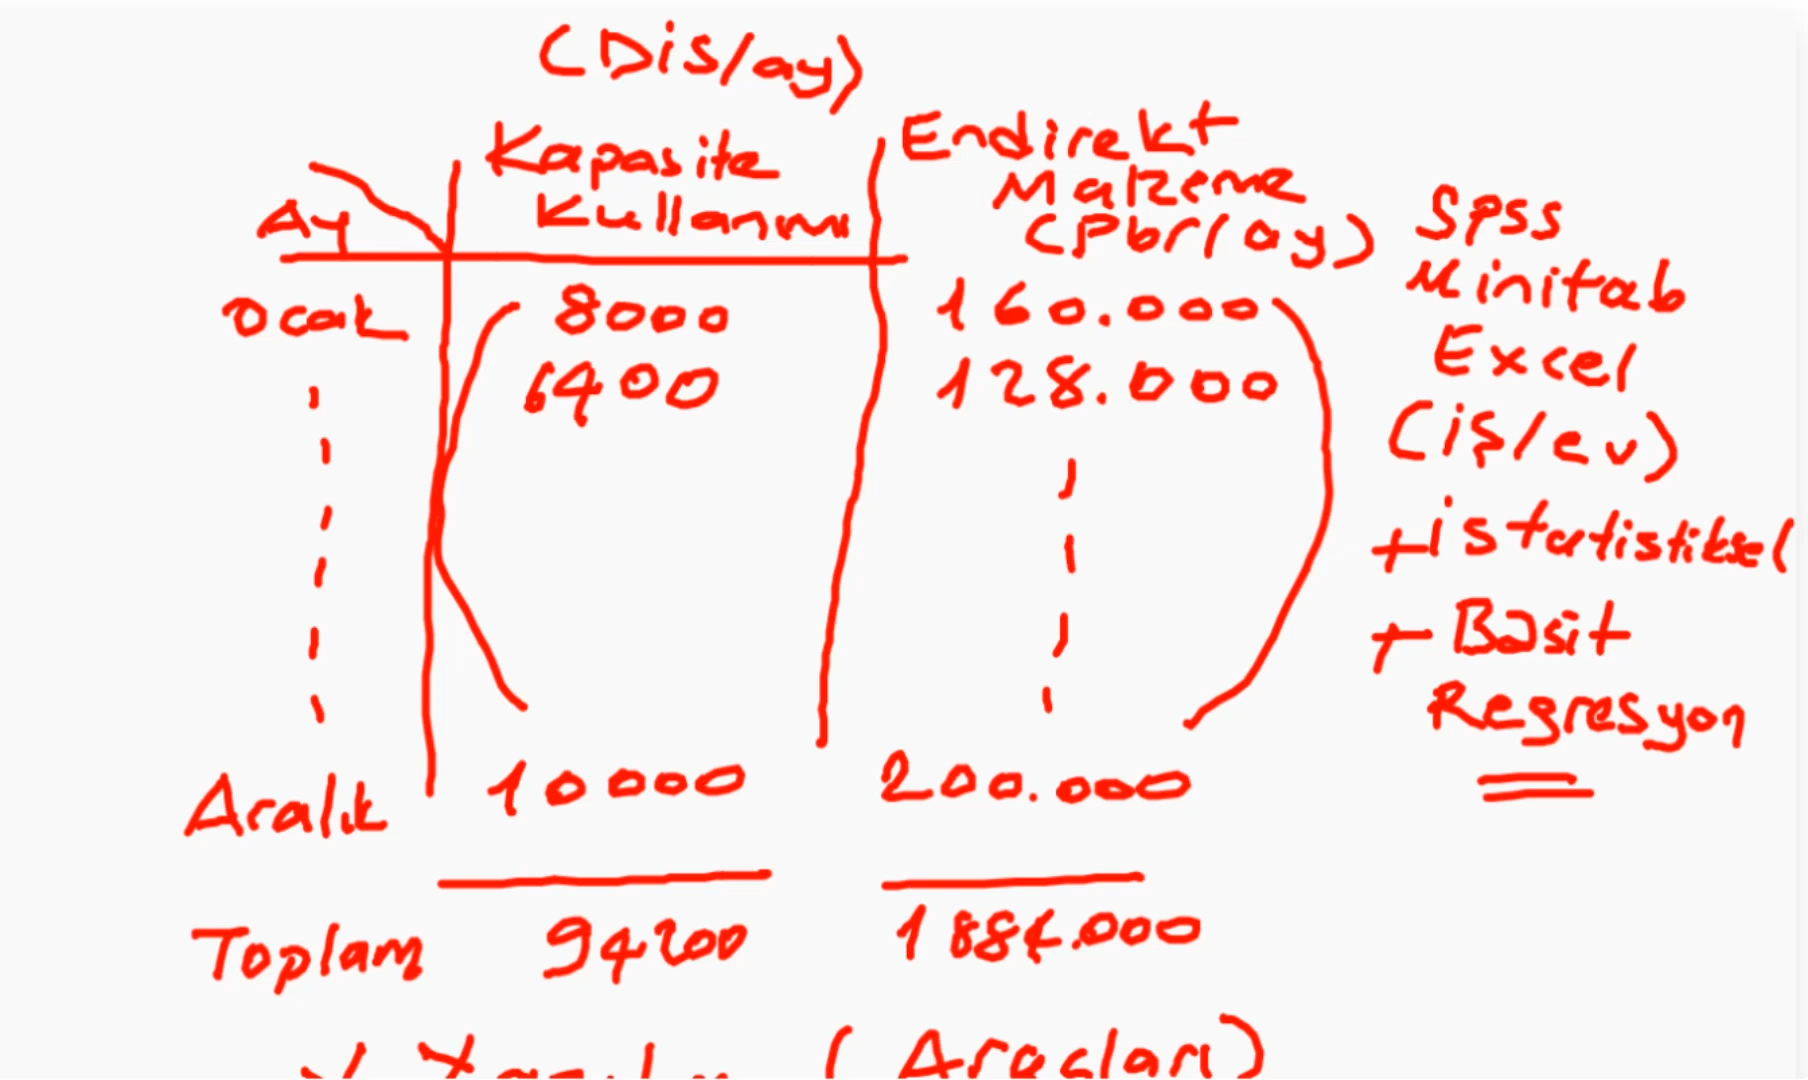 (Dis/ay)
Ay
Kapasite
Kullanımı
Endirekt
Malzeme
(Pbr/ay)
Ocak 8000 160.000
6400 128.000
Aralık 10000 200.000
Toplam 94200 1884.000
Spss
Minitab
Excel
(iş/ev)
+ istatistiksel
+ Basit
Regresyon
(Araçları)